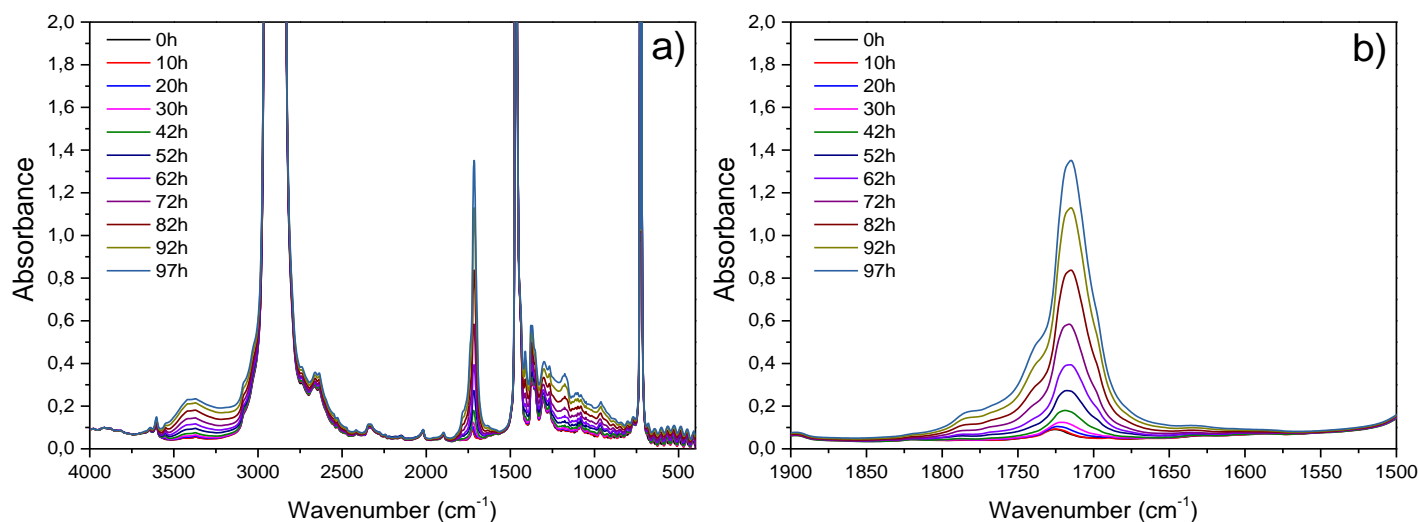 a)
0h
10h
20h
30h
42h
52h
62h
72h
82h
92h
97h
2,0
1,8
1,6
1,4
1,2
1,0
0,8
0,6
0,4
0,2
0,0
Absorbance
4000 3500 3000 2500 2000 1500 1000 500
Wavenumber (cm⁻¹)
b)
0h
10h
20h
30h
42h
52h
62h
72h
82h
92h
97h
2,0
1,8
1,6
1,4
1,2
1,0
0,8
0,6
0,4
0,2
0,0
Absorbance
1900 1850 1800 1750 1700 1650 1600 1550 1500
Wavenumber (cm⁻¹)